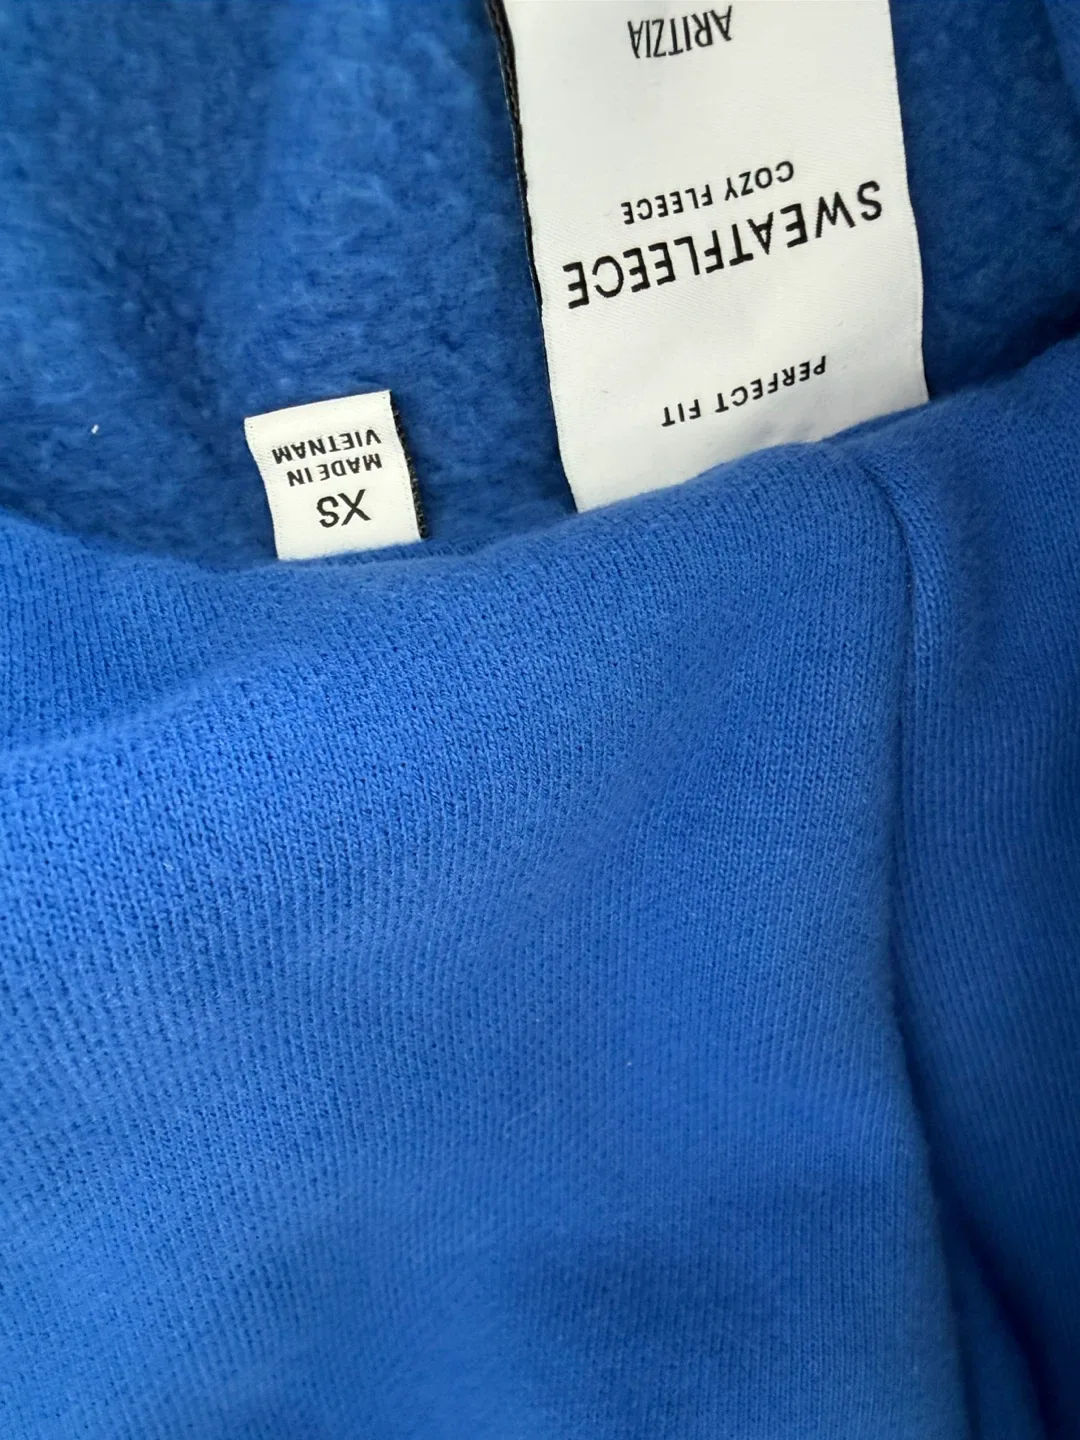 PERFECT FIT
SWEATFLEECE
COZY FLEECE
ARITZIA
XS
MADE IN
VIETNAM